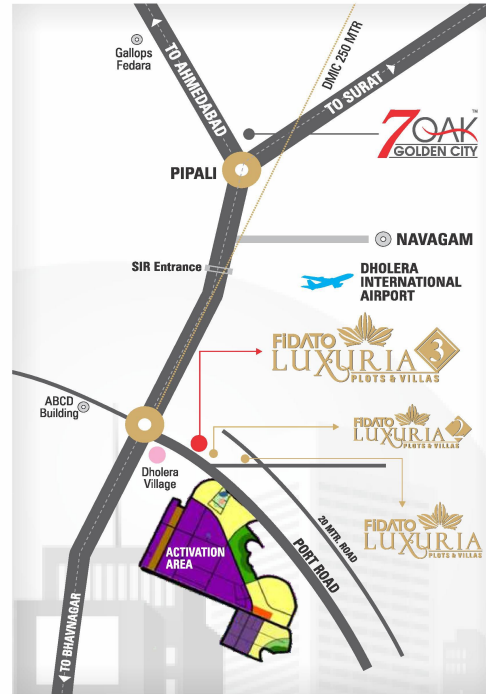 Gallops
Fedara
TO AHMEDABAD
DMIC 250 MTR
TO SURAT
7 OAK™
GOLDEN CITY
PIPALI
NAVAGAM
SIR Entrance
DHOLERA
INTERNATIONAL
AIRPORT
FIDATO
LUXURIA 3
PLOTS & VILLAS
ABCD
Building
FIDATO
LUXURIA 2
PLOTS & VILLAS
Dholera
Village
FIDATO
LUXURIA
PLOTS & VILLAS
20 MTR. ROAD
ACTIVATION
AREA
PORT ROAD
TO BHAVNAGAR